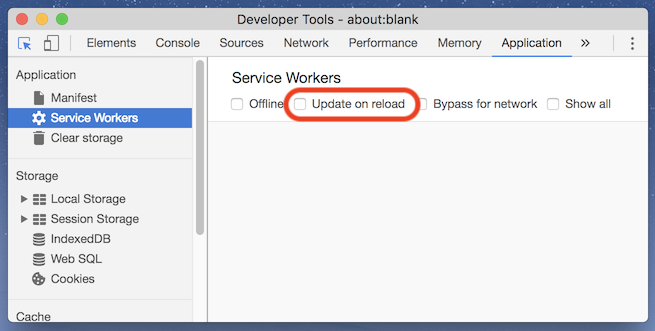 Developer Tools - about:blank
Elements Console Sources Network Performance Memory Application »
Application
Manifest
Service Workers
Clear storage
Storage
Local Storage
Session Storage
IndexedDB
Web SQL
Cookies
Cache
Service Workers
Offline Update on reload Bypass for network Show all